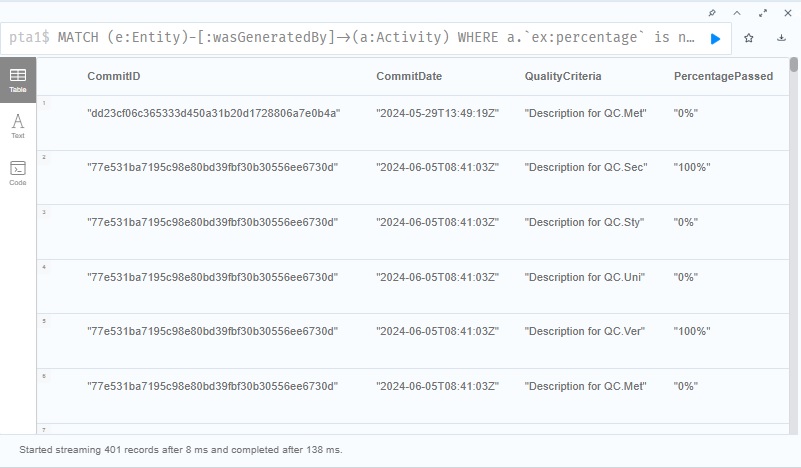 pta1$ MATCH (e:Entity)-[:wasGeneratedBy]->(a:Activity) WHERE a.`ex:percentage` is n…
Table
Text
Code
CommitID CommitDate QualityCriteria PercentagePassed
1 "dd23cf06c365333d450a31b20d1728806a7e0b4a" "2024-05-29T13:49:19Z" "Description for QC.Met" "0%"
2 "77e531ba7195c98e80bd39fbf30b30556ee6730d" "2024-06-05T08:41:03Z" "Description for QC.Sec" "100%"
3 "77e531ba7195c98e80bd39fbf30b30556ee6730d" "2024-06-05T08:41:03Z" "Description for QC.Sty" "0%"
4 "77e531ba7195c98e80bd39fbf30b30556ee6730d" "2024-06-05T08:41:03Z" "Description for QC.Uni" "0%"
5 "77e531ba7195c98e80bd39fbf30b30556ee6730d" "2024-06-05T08:41:03Z" "Description for QC.Ver" "100%"
6 "77e531ba7195c98e80bd39fbf30b30556ee6730d" "2024-06-05T08:41:03Z" "Description for QC.Met" "0%"
7
Started streaming 401 records after 8 ms and completed after 138 ms.